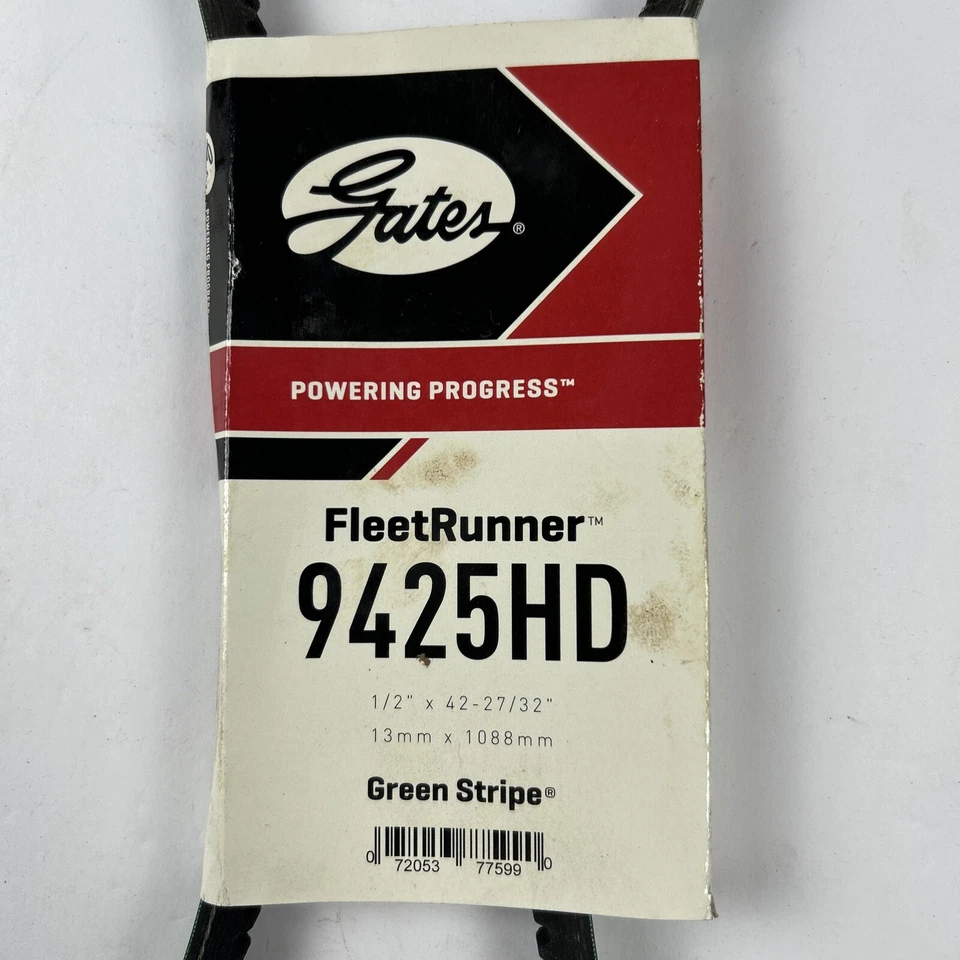 Gates®
POWERING PROGRESS™
FleetRunner™
9425HD
1/2" x 42-27/32"
13mm x 1088mm
Green Stripe®
0 72053 77599 0